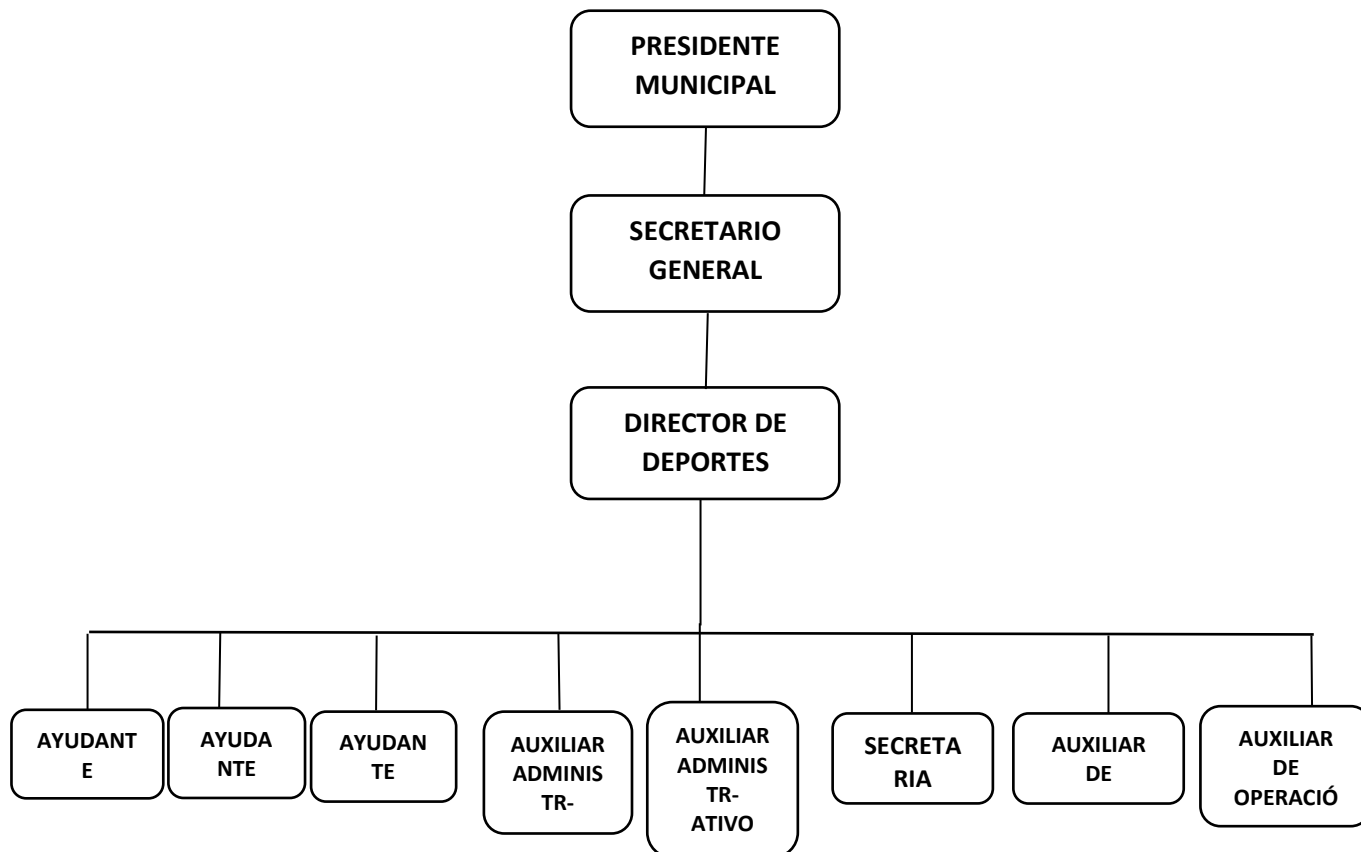 PRESIDENTE
MUNICIPAL
SECRETARIO
GENERAL
DIRECTOR DE
DEPORTES
AYUDANT
E
AYUDA
NTE
AYUDAN
TE
AUXILIAR
ADMINIS
TR-
AUXILIAR
ADMINIS
TR-
ATIVO
SECRETA
RIA
AUXILIAR
DE
AUXILIAR
DE
OPERACIÓ